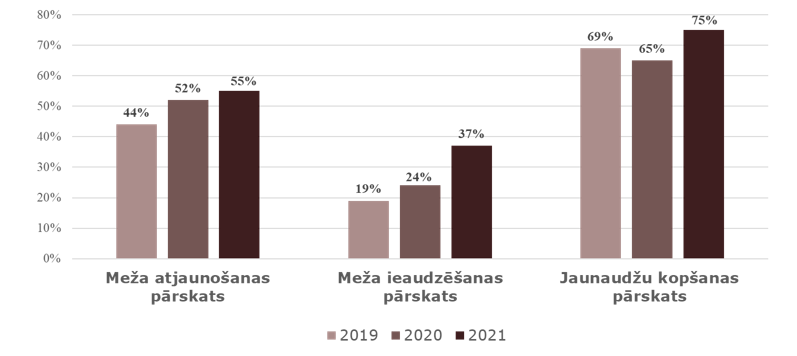 80%
70%
60%
50%
40%
30%
20%
10%
0%
44%
52%
55%
19%
24%
37%
69%
65%
75%
Meža atjaunošanas
pārskats
Meža ieaudzēšanas
pārskats
Jaunaudžu kopšanas
pārskats
2019 2020 2021